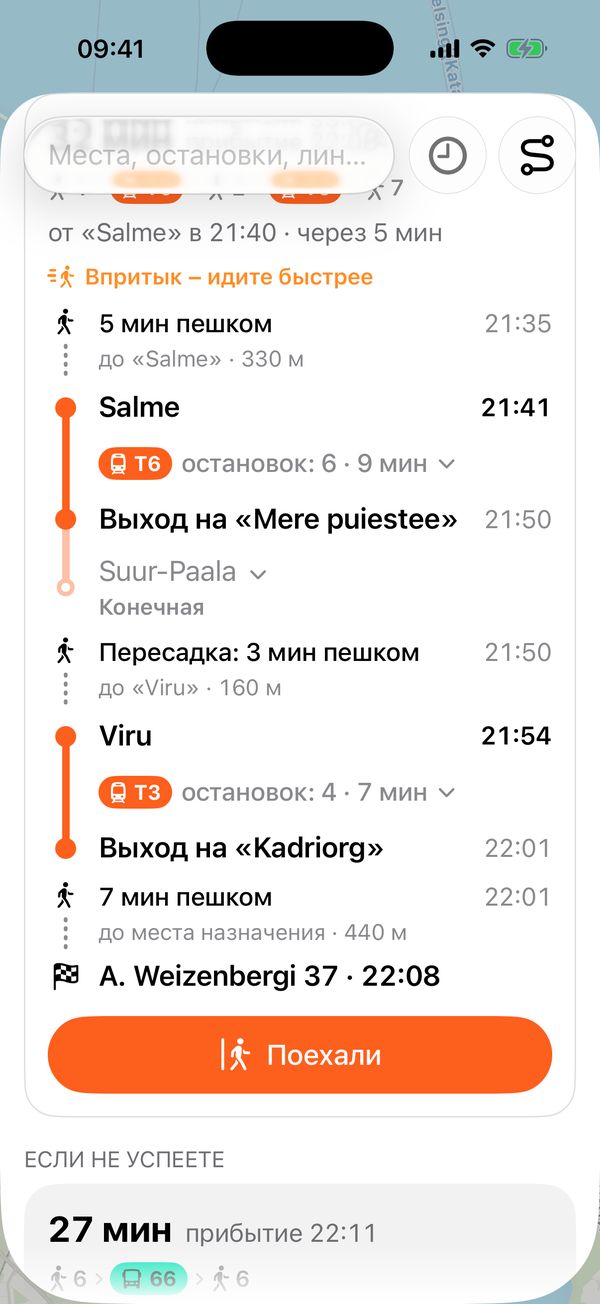 09:41
Места, остановки, лин...
7
от «Salme» в 21:40 · через 5 мин
Впритык – идите быстрее
5 мин пешком 21:35
до «Salme» · 330 м
Salme 21:41
T6 остановок: 6 · 9 мин
Выход на «Mere puiestee» 21:50
Suur-Paala
Конечная
Пересадка: 3 мин пешком 21:50
до «Viru» · 160 м
Viru 21:54
T3 остановок: 4 · 7 мин
Выход на «Kadriorg» 22:01
7 мин пешком 22:01
до места назначения · 440 м
A. Weizenbergi 37 · 22:08
Поехали
ЕСЛИ НЕ УСПЕЕТЕ
27 мин прибытие 22:11
6 > 66 > 6